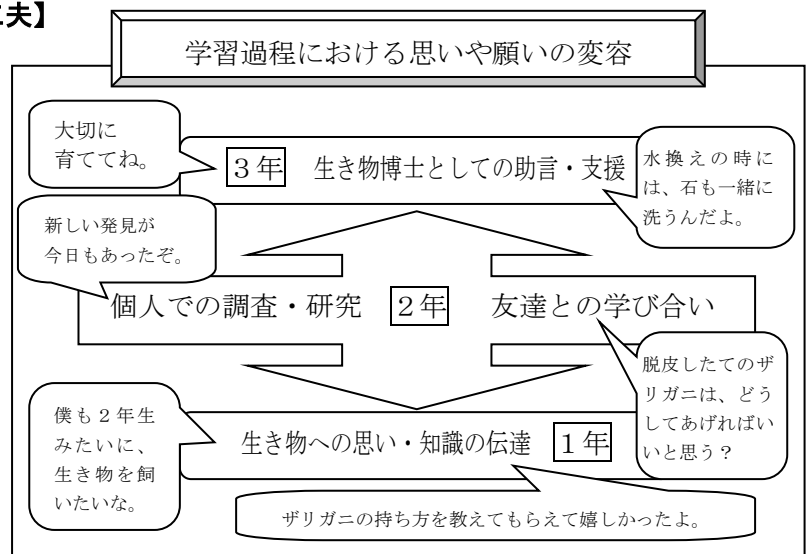 夫】
学習過程における思いや願いの変容
大切に
育ててね。
3年 生き物博士としての助言・支援
水換えの時に
は、石も一緒に
洗うんだよ。
新しい発見が
今日もあったぞ。
個人での調査・研究 2年 友達との学び合い
脱皮したてのザ
リガニは、どう
してあげればい
いと思う？
僕も2年生
みたいに、
生き物を飼
いたいな。
生き物への思い・知識の伝達 1年
ザリガニの持ち方を教えてもらえて嬉しかったよ。